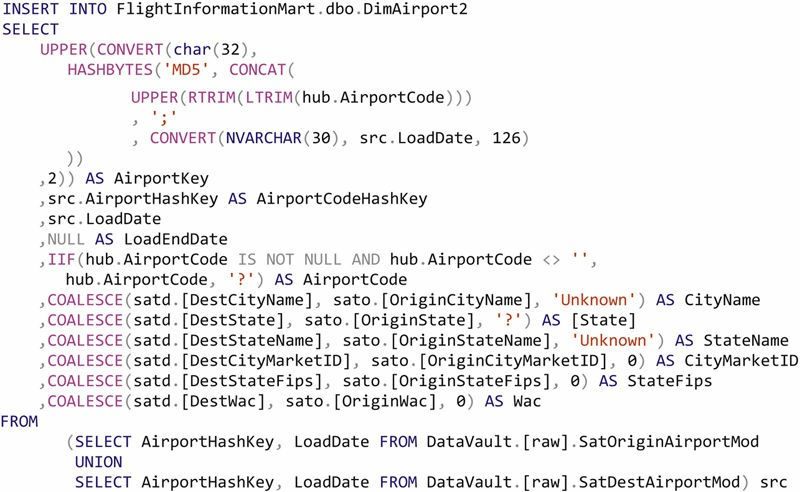 INSERT INTO FlightInformationMart.dbo.DimAirport2
SELECT
UPPER(CONVERT(char(32),
HASHBYTES('MD5', CONCAT(
UPPER(RTRIM(LTRIM(hub.AirportCode)))
, ';'
, CONVERT(NVARCHAR(30), src.LoadDate, 126)
))
,2)) AS AirportKey
,src.AirportHashKey AS AirportCodeHashKey
,src.LoadDate
,NULL AS LoadEndDate
,IIF(hub.AirportCode IS NOT NULL AND hub.AirportCode <> '',
hub.AirportCode, '?') AS AirportCode
,COALESCE(satd.[DestCityName], sato.[OriginCityName], 'Unknown') AS CityName
,COALESCE(satd.[DestState], sato.[OriginState], '?') AS [State]
,COALESCE(satd.[DestStateName], sato.[OriginStateName], 'Unknown') AS StateName
,COALESCE(satd.[DestCityMarketID], sato.[OriginCityMarketID], 0) AS CityMarketID
,COALESCE(satd.[DestStateFips], sato.[OriginStateFips], 0) AS StateFips
,COALESCE(satd.[DestWac], sato.[OriginWac], 0) AS Wac
FROM
(SELECT AirportHashKey, LoadDate FROM DataVault.[raw].SatOriginAirportMod
UNION
SELECT AirportHashKey, LoadDate FROM DataVault.[raw].SatDestAirportMod) src